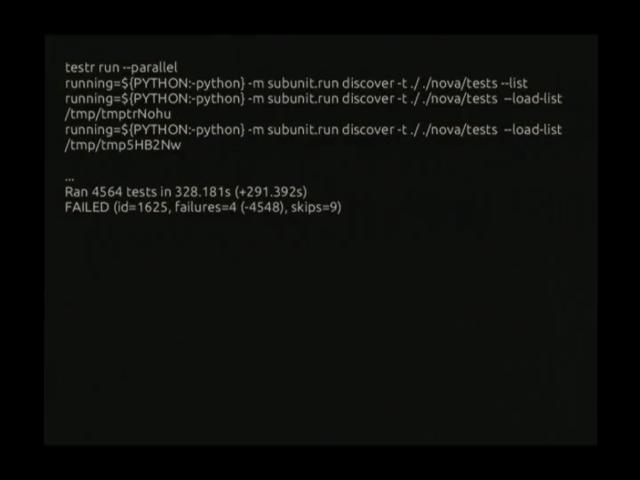 testr run --parallel
running=${PYTHON:-python} -m subunit.run discover -t ./ ./nova/tests --list
running=${PYTHON:-python} -m subunit.run discover -t ./ ./nova/tests --load-list
/tmp/tmptrNohu
running=${PYTHON:-python} -m subunit.run discover -t ./ ./nova/tests --load-list
/tmp/tmp5HB2Nw
...
Ran 4564 tests in 328.181s (+291.392s)
FAILED (id=1625, failures=4 (-4548), skips=9)